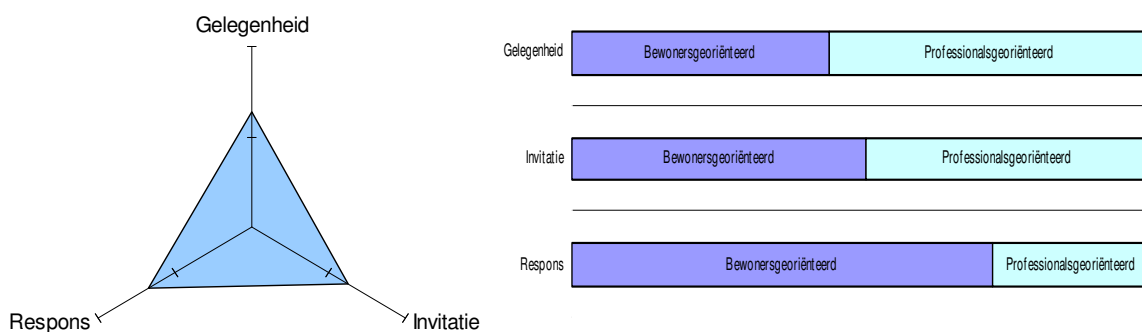 Gelegenheid
Respons
Invitatie
Gelegenheid Bewonersgeoriënteerd Professionalsgeoriënteerd
Invitatie Bewonersgeoriënteerd Professionalsgeoriënteerd
Respons Bewonersgeoriënteerd Professionalsgeoriënteerd